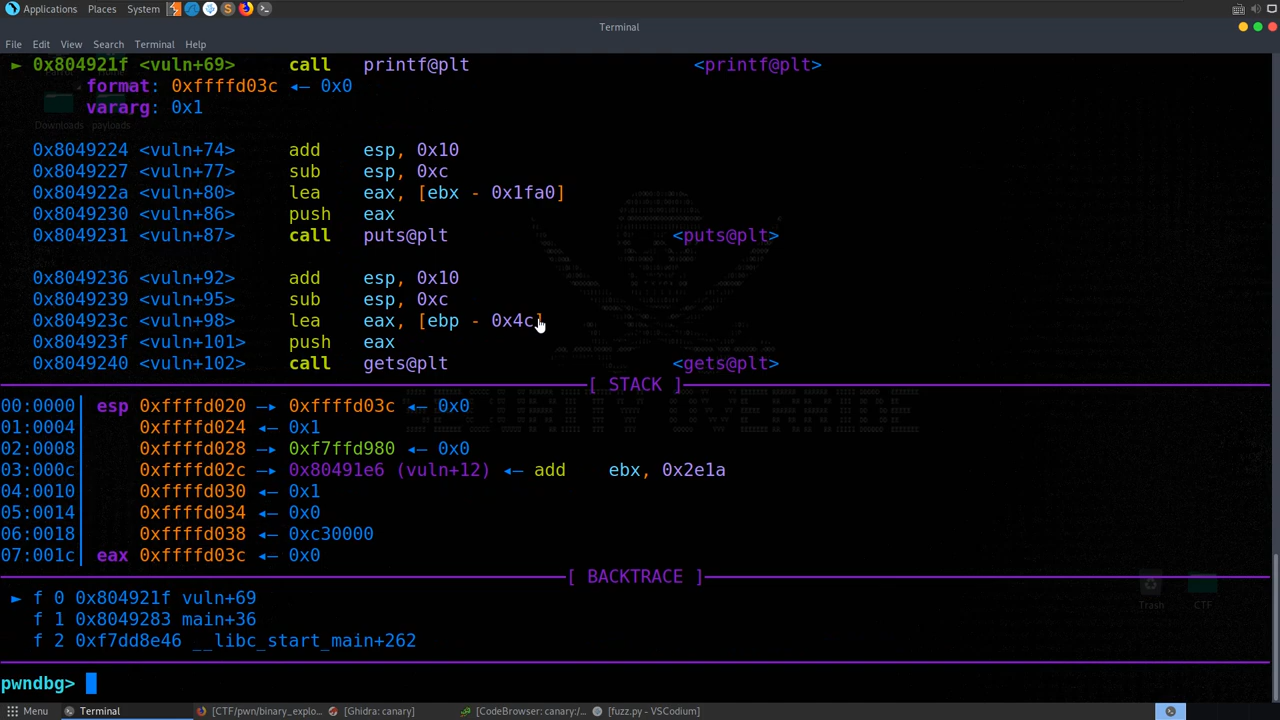 Applications Places System
Terminal
File Edit View Search Terminal Help
► 0x804921f <vuln+69> call printf@plt <printf@plt>
format: 0xffffd03c ◄— 0x0
vararg: 0x1
Downloads payloads
0x8049224 <vuln+74> add esp, 0x10
0x8049227 <vuln+77> sub esp, 0xc
0x804922a <vuln+80> lea eax, [ebx - 0x1fa0]
0x8049230 <vuln+86> push eax
0x8049231 <vuln+87> call puts@plt <puts@plt>
0x8049236 <vuln+92> add esp, 0x10
0x8049239 <vuln+95> sub esp, 0xc
0x804923c <vuln+98> lea eax, [ebp - 0x4c]
0x804923f <vuln+101> push eax
0x8049240 <vuln+102> call gets@plt <gets@plt>
[ STACK ]
00:0000│ esp 0xffffd020 —► 0xffffd03c ◄— 0x0
01:0004│ 0xffffd024 ◄— 0x1
02:0008│ 0xffffd028 —► 0xf7ffd980 ◄— 0x0
03:000c│ 0xffffd02c —► 0x80491e6 (vuln+12) ◄— add ebx, 0x2e1a
04:0010│ 0xffffd030 ◄— 0x1
05:0014│ 0xffffd034 ◄— 0x0
06:0018│ 0xffffd038 ◄— 0xc30000
07:001c│ eax 0xffffd03c ◄— 0x0
[ BACKTRACE ]
► f 0 0x804921f vuln+69
f 1 0x8049283 main+36
f 2 0xf7dd8e46 __libc_start_main+262
Trash CTF
pwndbg>
Menu Terminal [CTF/pwn/binary_explo... [Ghidra: canary] [CodeBrowser: canary:/... [fuzz.py - VSCodium]